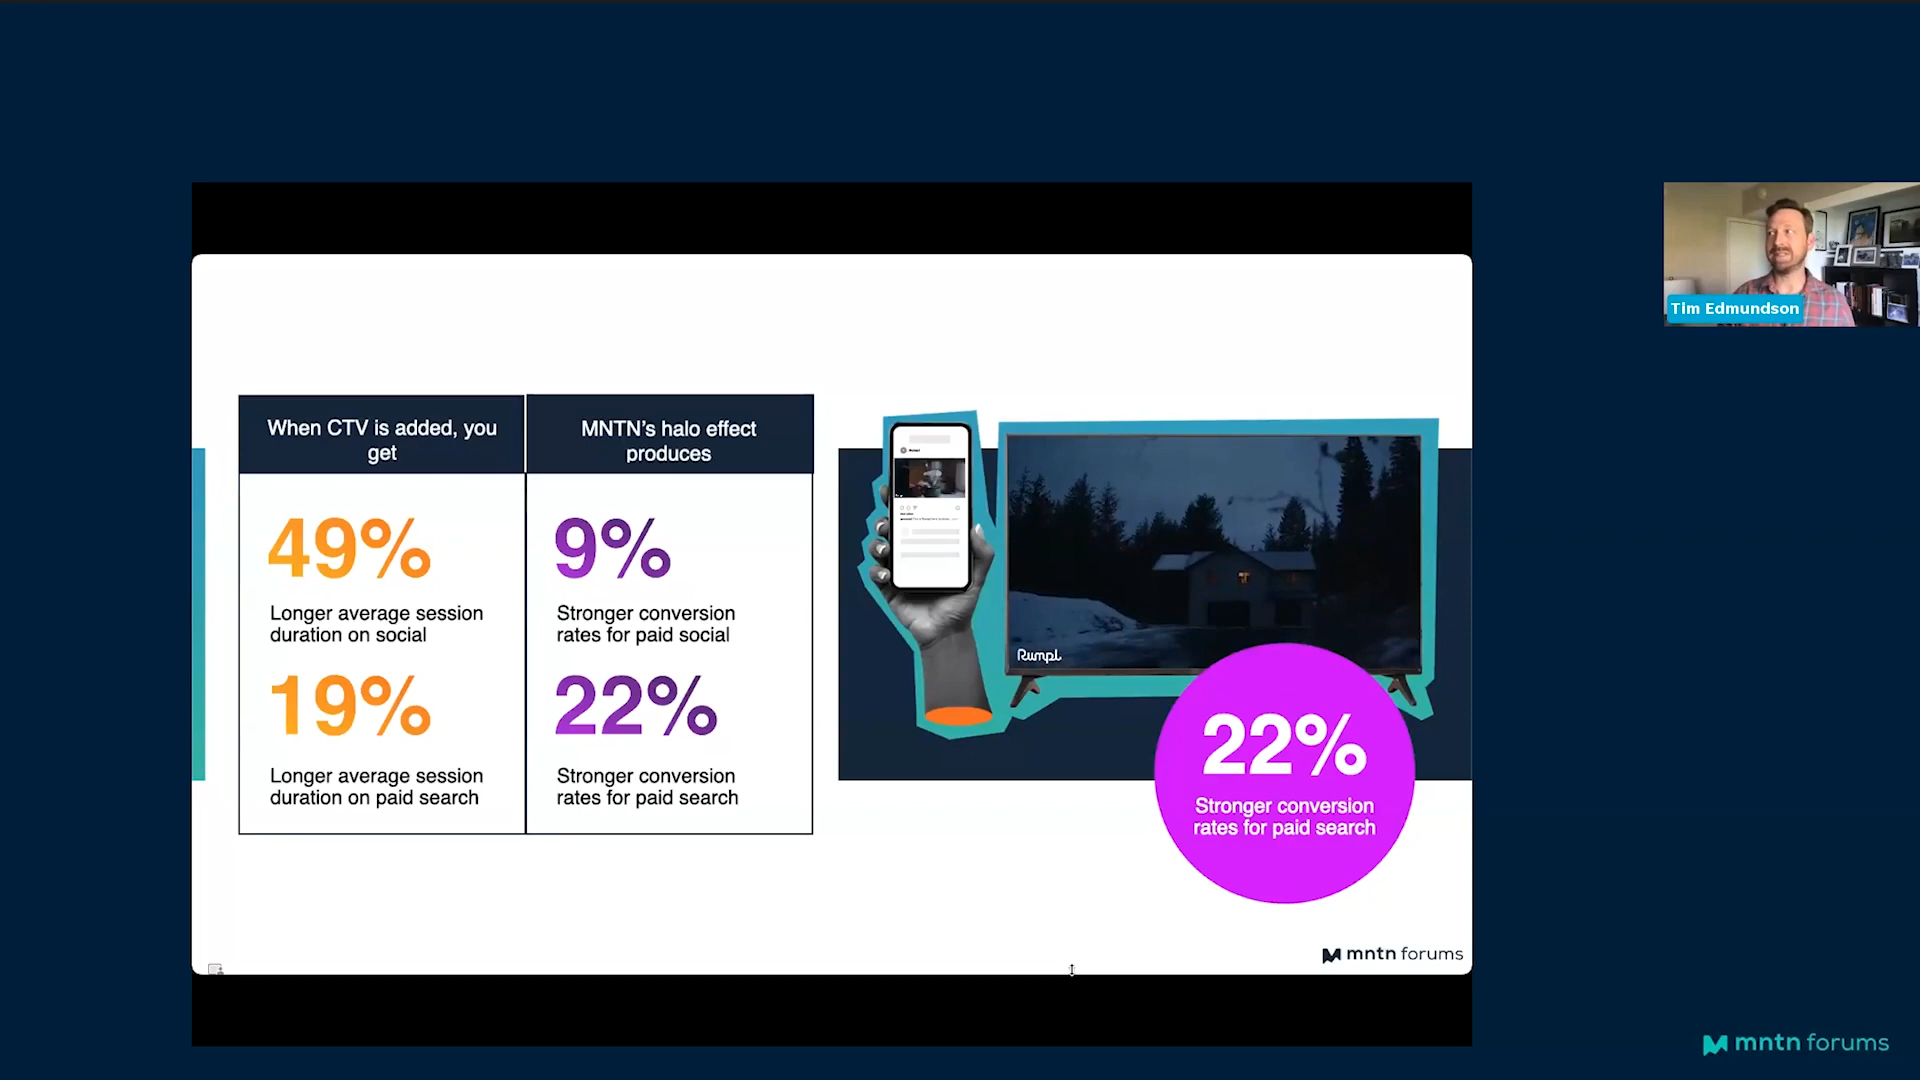 When CTV is added, you
get
MNTN's halo effect
produces
49%
Longer average session
duration on social
9%
Stronger conversion
rates for paid social
19%
Longer average session
duration on paid search
22%
Stronger conversion
rates for paid search
Rumpl
22%
Stronger conversion
rates for paid search
mntn forums
Tim Edmundson
mntn forums